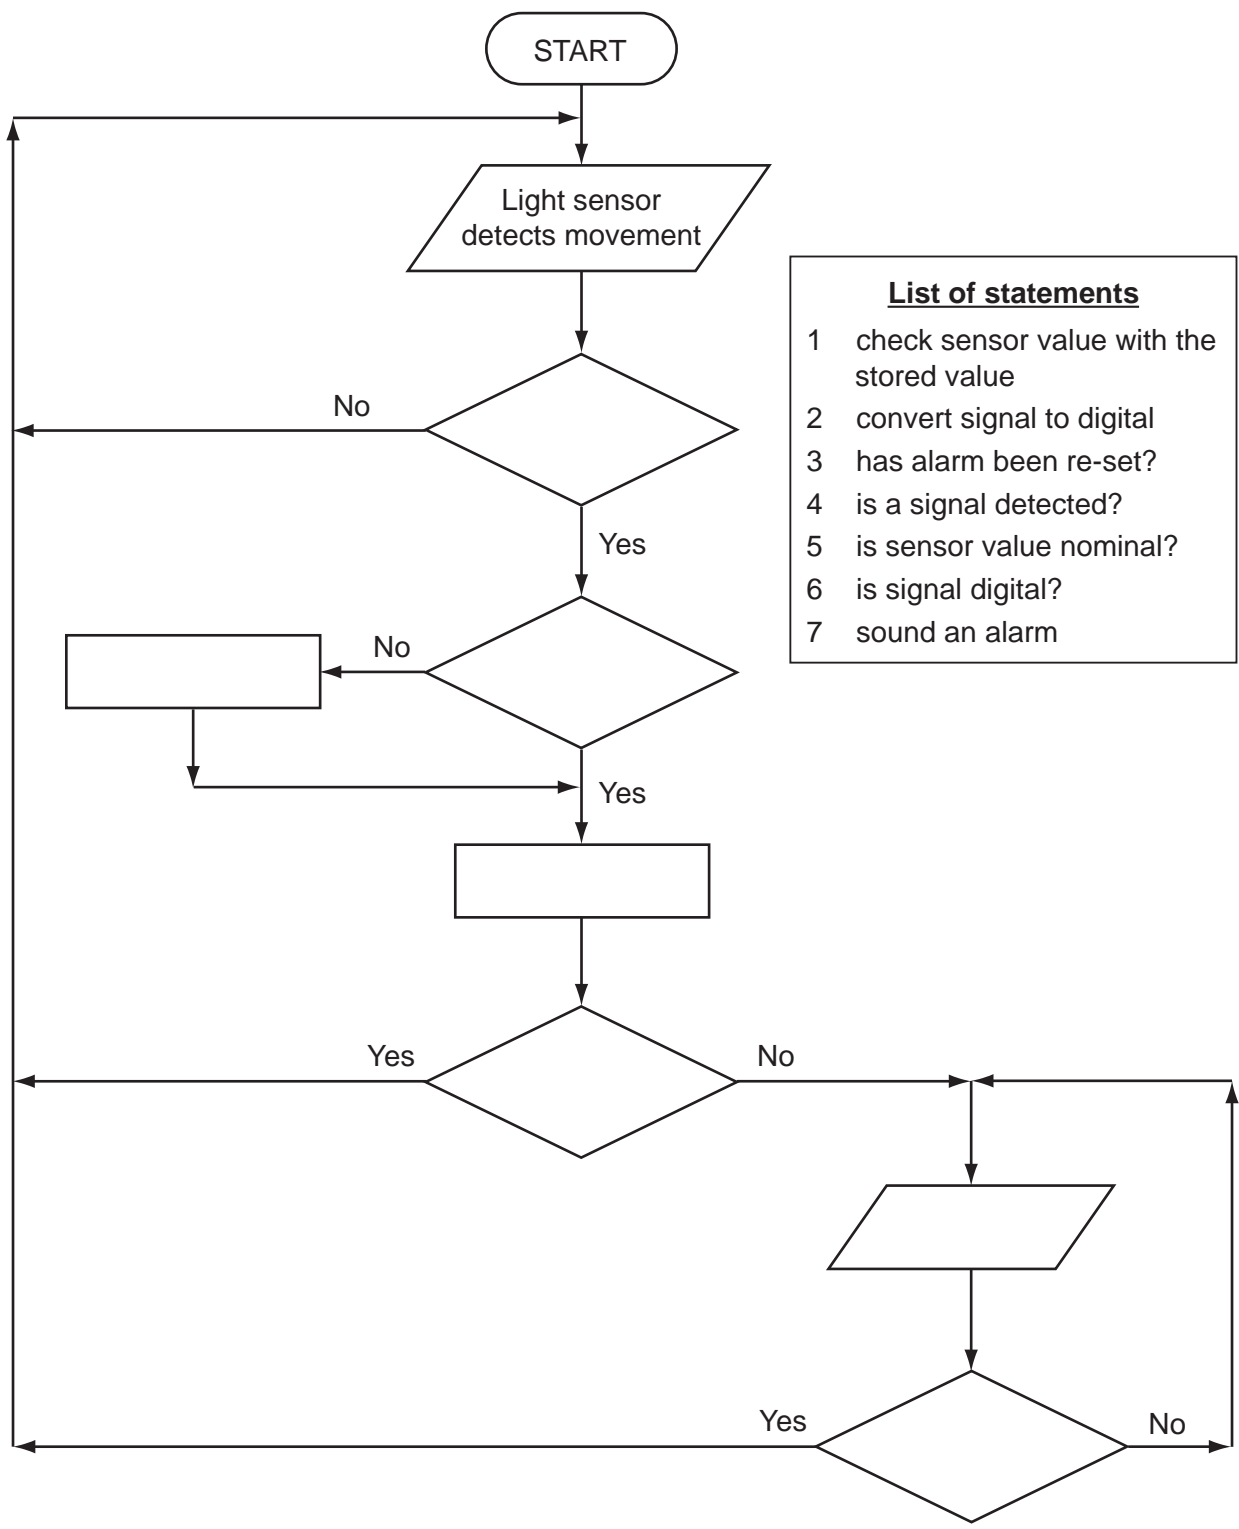 START
Light sensor
detects movement
List of statements
1 check sensor value with the
stored value
2 convert signal to digital
3 has alarm been re-set?
4 is a signal detected?
5 is sensor value nominal?
6 is signal digital?
7 sound an alarm
No
Yes
No
Yes
Yes
No
Yes
No